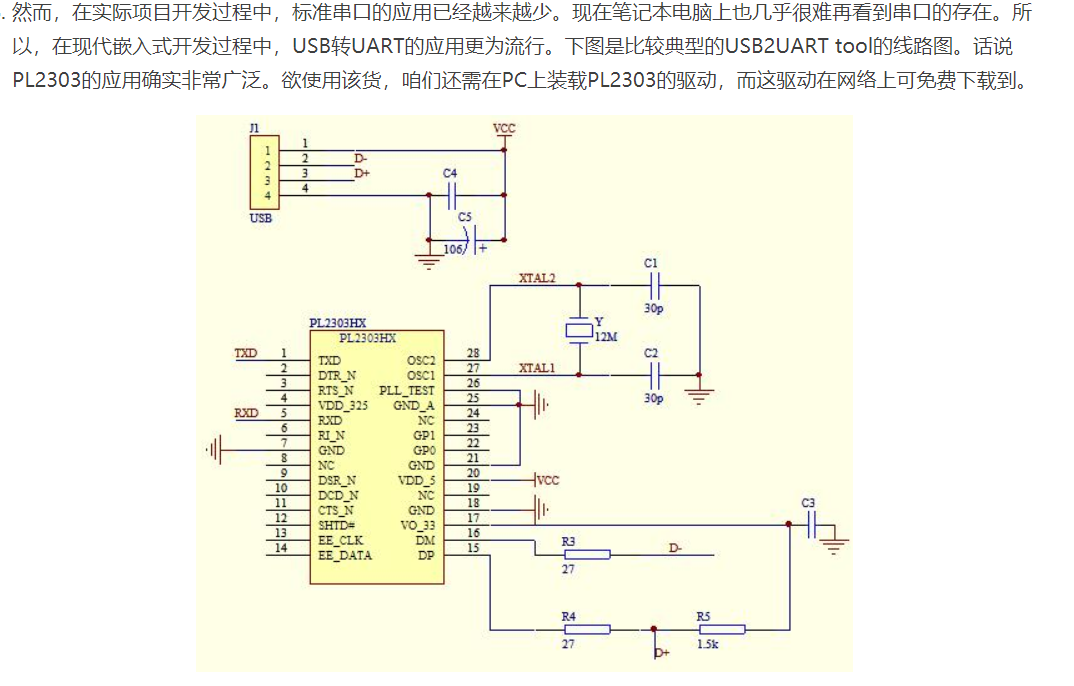 然而，在实际项目开发过程中，标准串口的应用已经越来越少。现在笔记本电脑上也几乎很难再看到串口的存在。所
以，在现代嵌入式开发过程中，USB转UART的应用更为流行。下图是比较典型的USB2UART tool的线路图。话说
PL2303的应用确实非常广泛。欲使用该货，咱们还需在PC上装载PL2303的驱动，而这驱动在网络上可免费下载到。
J1
VCC
1 1
2 2 D-
3 3 D+
4 4
USB
C4
C5
106 +
XTAL2
C1
30p
Y
12M
XTAL1
C2
30p
PL2303HX
PL2303HX
TXD 1 TXD OSC2 28
2 DTR_N OSC1 27
3 RTS_N PLL_TEST 26
4 VDD_325 GND_A 25
RXD 5 RXD NC 24
6 RI_N GP1 23
7 GND GP0 22
8 NC GND 21
9 DSR_N VDD_5 20 VCC
10 DCD_N NC 19
11 CTS_N GND 18
12 SHTD# VO_33 17
13 EE_CLK DM 16
14 EE_DATA DP 15
C3
R3
27
D-
R4
27
D+
R5
1.5k